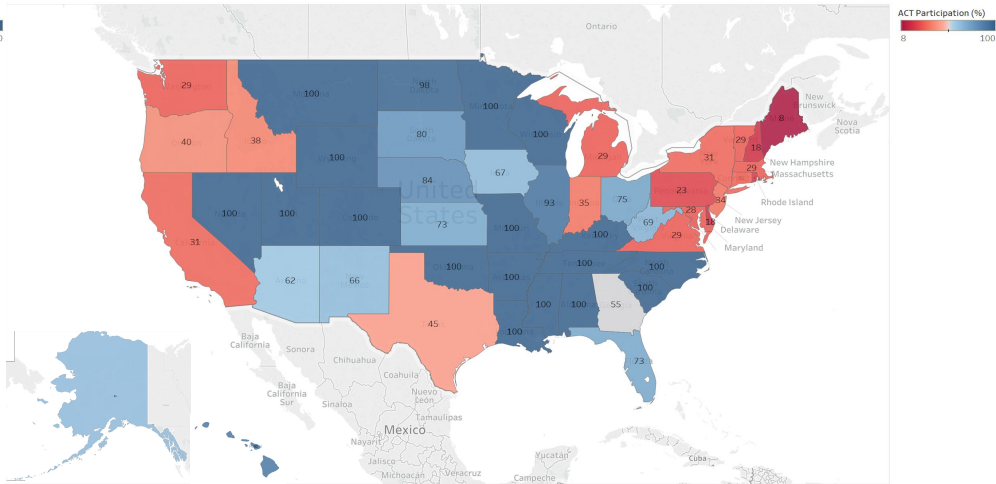 ACT Participation (%)
8 100
Ontario
New
Brunswick
Nova
Scotia
New Hampshire
Massachusetts
Rhode Island
New Jersey
Delaware
Maryland
United
States
29
100
98
100
8
40
38
80
100
29
18
31
29
100
67
29
84
23
31
100
100
100
73
100
93
35
75
69
34
28
18
29
100
62
66
100
100
100
100
100
45
100
100
100
55
100
73
Baja
California
Sonora
Chihuahua
Coahuila
Baja
California
Sur
Sinaloa
Nuevo
León
Tamaulipas
Mexico
Nayarit
Jalisco
Michoacán
Veracruz
Yucatán
Campeche
Cuba